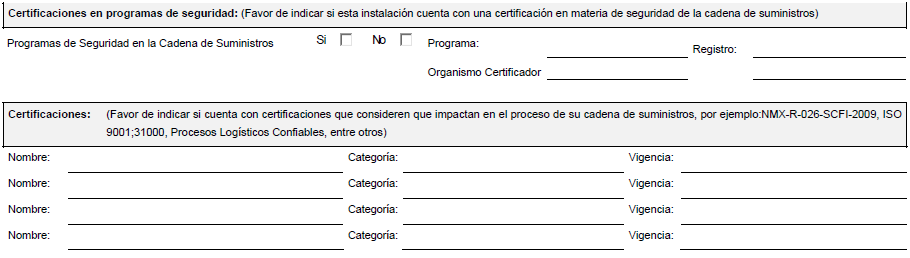 Certificaciones en programas de seguridad: (Favor de indicar si esta instalación cuenta con una certificación en materia de seguridad de la cadena de suministros)
Programas de Seguridad en la Cadena de Suministros Si No Programa: Registro:
Organismo Certificador
Certificaciones: (Favor de indicar si cuenta con certificaciones que consideren que impactan en el proceso de su cadena de suministros, por ejemplo:NMX-R-026-SCFI-2009, ISO
9001;31000, Procesos Logísticos Confiables, entre otros)
Nombre: Categoría: Vigencia:
Nombre: Categoría: Vigencia:
Nombre: Categoría: Vigencia:
Nombre: Categoría: Vigencia: